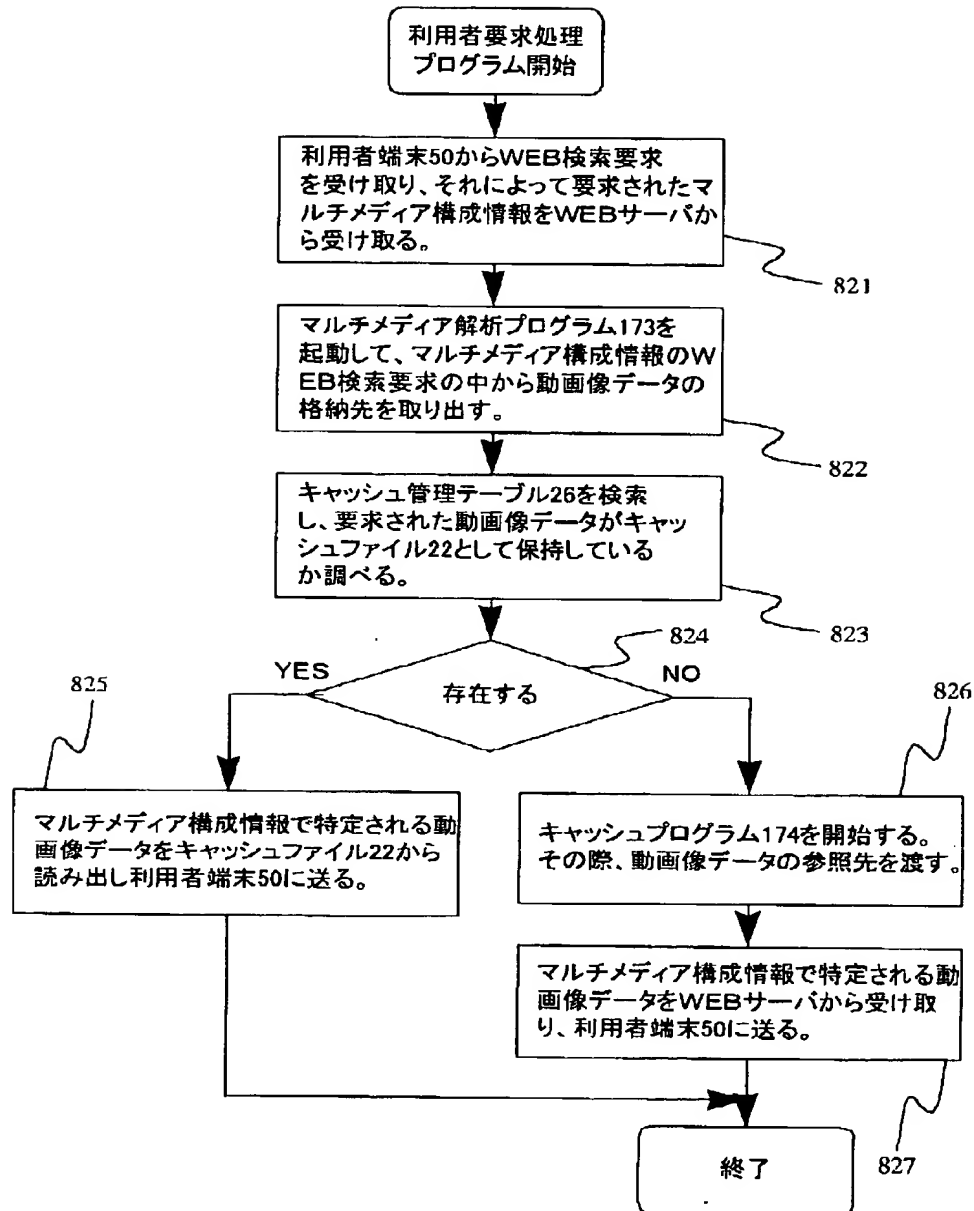 利用者要求処理
プログラム開始
利用者端末50からWEB検索要求
を受け取り、それによって要求されたマ
ルチメディア構成情報をWEBサーバか
ら受け取る。
821
マルチメディア解析プログラム173を
起動して、マルチメディア構成情報のW
EB検索要求の中から動画像データの
格納先を取り出す。
822
キャッシュ管理テーブル26を検索
し、要求された動画像データがキャッ
シュファイル22として保持している
か調べる。
823
824
YES
NO
存在する
825
826
マルチメディア構成情報で特定される動
画像データをキャッシュファイル22から
読み出し利用者端末50に送る。
キャッシュプログラム174を開始する。
その際、動画像データの参照先を渡す。
マルチメディア構成情報で特定される動
画像データをWEBサーバから受け取
り、利用者端末50に送る。
827
終了